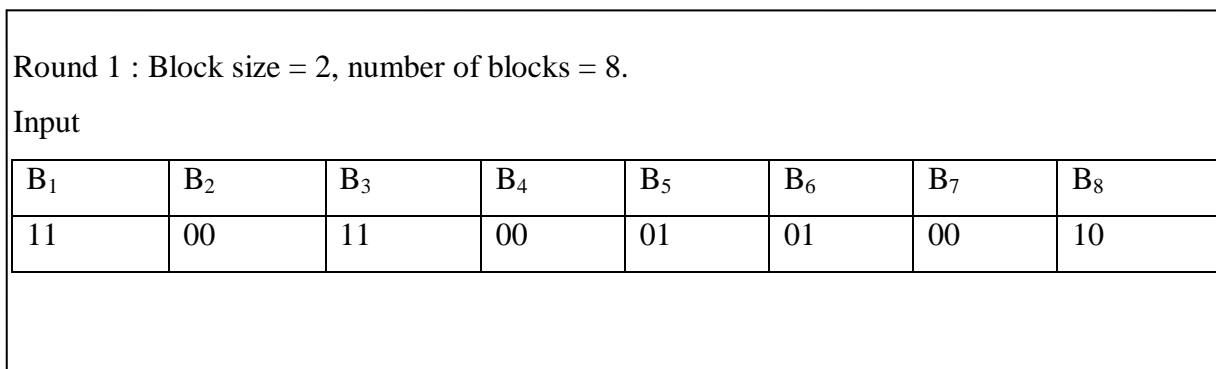 Round 1 : Block size = 2, number of blocks = 8.
Input
B₁ B₂ B₃ B₄ B₅ B₆ B₇ B₈
11 00 11 00 01 01 00 10